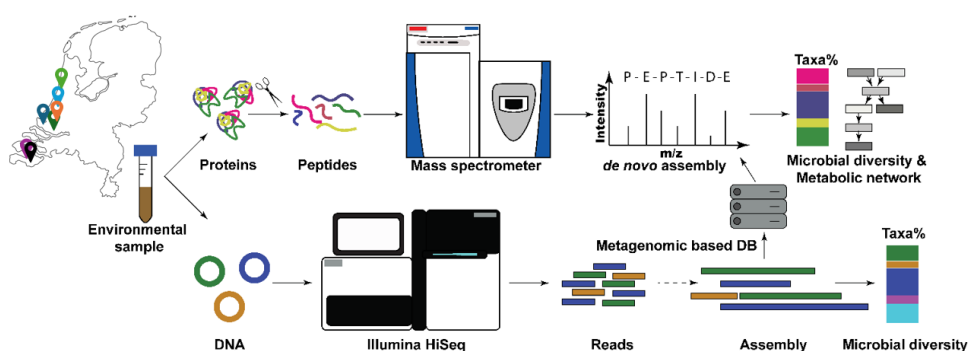 Taxa%
P-E-P-T-I-D-E
Intensity
m/z
Proteins
Peptides
Mass spectrometer
de novo assembly
Microbial diversity &
Metabolic network
Environmental
sample
Metagenomic based DB
Taxa%
DNA
Illumina HiSeq
Reads
Assembly
Microbial diversity